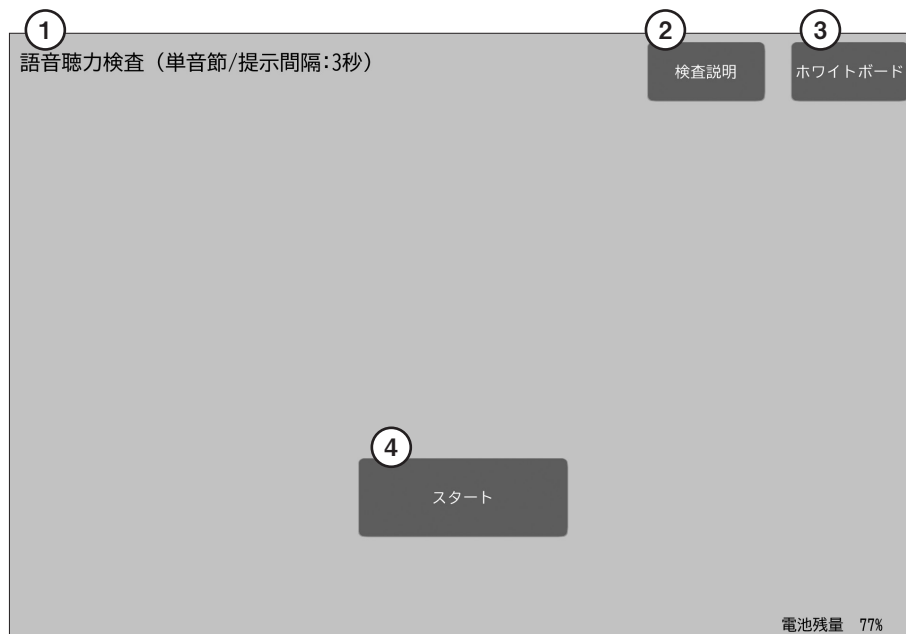 1
2
3
語音聴力検査（単音節/提示間隔:3秒）
検査説明
ホワイトボード
4
スタート
電池残量 77%